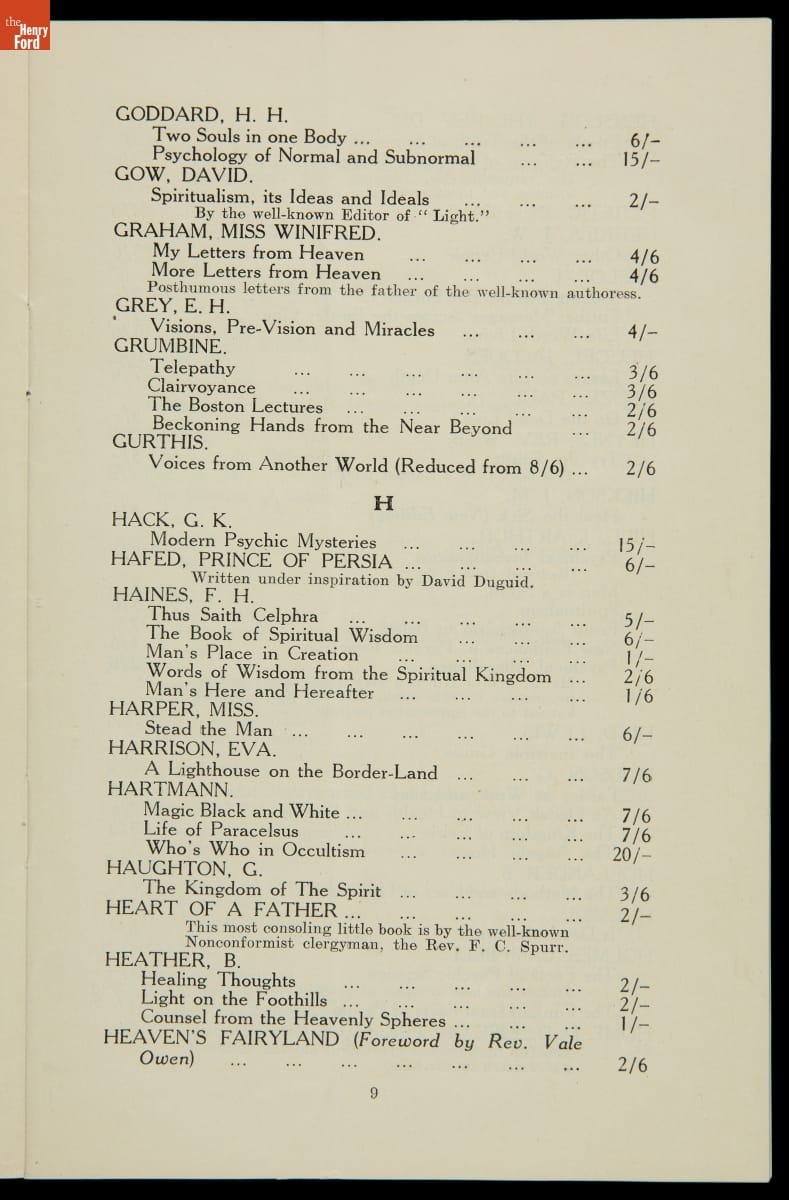 the
Henry
Ford
GODDARD, H. H.
Two Souls in one Body ... ... ... ... ... 6/-
Psychology of Normal and Subnormal ... ... 15/-
GOW, DAVID.
Spiritualism, its Ideas and Ideals ... ... ... 2/-
By the well-known Editor of "Light."
GRAHAM, MISS WINIFRED.
My Letters from Heaven ... ... ... ... 4/6
More Letters from Heaven ... ... ... ... 4/6
Posthumous letters from the father of the well-known authoress.
GREY, E. H.
Visions, Pre-Vision and Miracles ... ... ... 4/-
GRUMBINE.
Telepathy ... ... ... ... ... ... 3/6
Clairvoyance ... ... ... ... ... ... 3/6
The Boston Lectures ... ... ... ... ... 2/6
Beckoning Hands from the Near Beyond ... 2/6
GURTHIS.
Voices from Another World (Reduced from 8/6) ... 2/6
H
HACK, G. K.
Modern Psychic Mysteries ... ... ... ... 15/-
HAFED, PRINCE OF PERSIA ... ... ... ... 6/-
Written under inspiration by David Duguid.
HAINES, F. H.
Thus Saith Celphra ... ... ... ... ... 5/-
The Book of Spiritual Wisdom ... ... ... 6/-
Man's Place in Creation ... ... ... ... 1/-
Words of Wisdom from the Spiritual Kingdom ... 2/6
Man's Here and Hereafter ... ... ... ... 1/6
HARPER, MISS.
Stead the Man ... ... ... ... ... ... 6/-
HARRISON, EVA.
A Lighthouse on the Border-Land ... ... ... 7/6
HARTMANN.
Magic Black and White ... ... ... ... ... 7/6
Life of Paracelsus ... ... ... ... ... 7/6
Who's Who in Occultism ... ... ... ... 20/-
HAUGHTON, G.
The Kingdom of The Spirit ... ... ... ... 3/6
HEART OF A FATHER ... ... ... ... ... 2/-
This most consoling little book is by the well-known
Nonconformist clergyman, the Rev. F. C. Spurr.
HEATHER, B.
Healing Thoughts ... ... ... ... ... 2/-
Light on the Foothills ... ... ... ... ... 2/-
Counsel from the Heavenly Spheres ... ... ... 1/-
HEAVEN'S FAIRYLAND (Foreword by Rev. Vale
Owen) ... ... ... ... ... ... ... 2/6
9